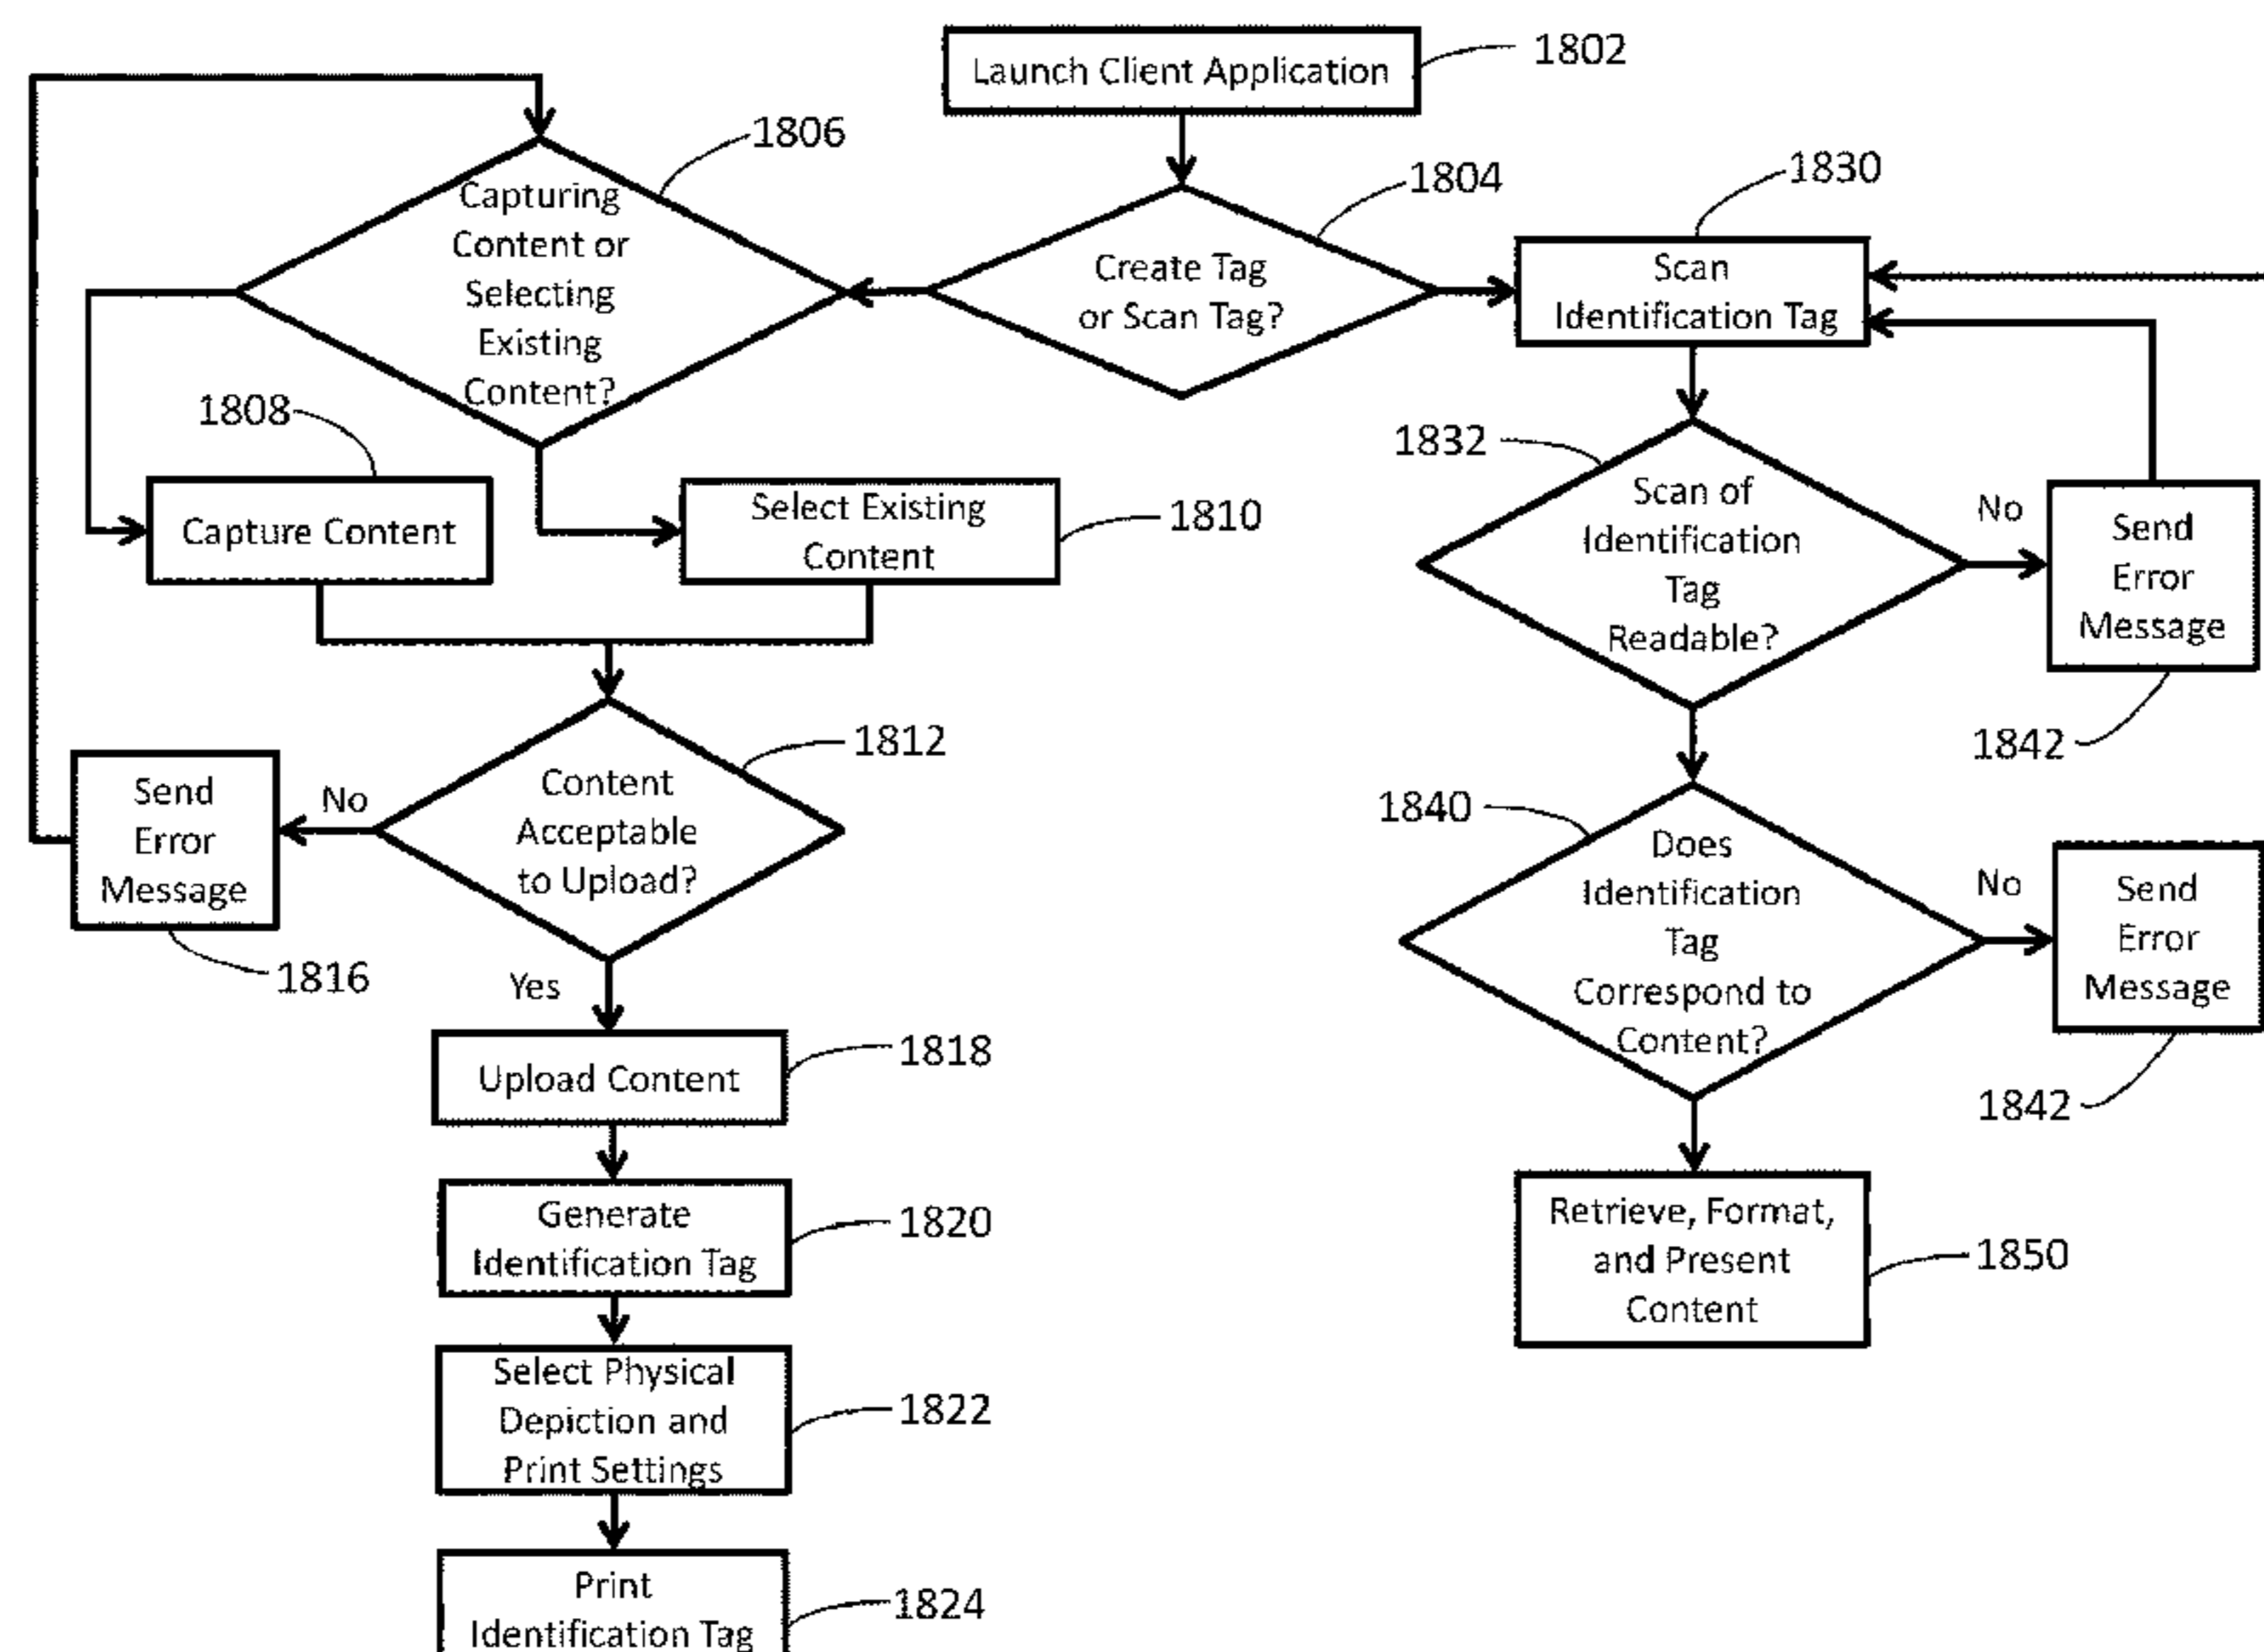 Launch Client Application
1802
1806
Capturing
Content or
Selecting
Existing
Content?
1804
Create Tag
or Scan Tag?
1830
Scan
Identification Tag
1808
Capture Content
Select Existing
Content
1810
1832
Scan of
Identification
Tag
Readable?
No
Send
Error
Message
1842
1812
Content
Acceptable
to Upload?
No
Send
Error
Message
1816
Yes
1840
Does
Identification
Tag
Correspond to
Content?
No
Send
Error
Message
1842
Upload Content
1818
Generate
Identification Tag
1820
Retrieve, Format,
and Present
Content
1850
Select Physical
Depiction and
Print Settings
1822
Print
Identification Tag
1824